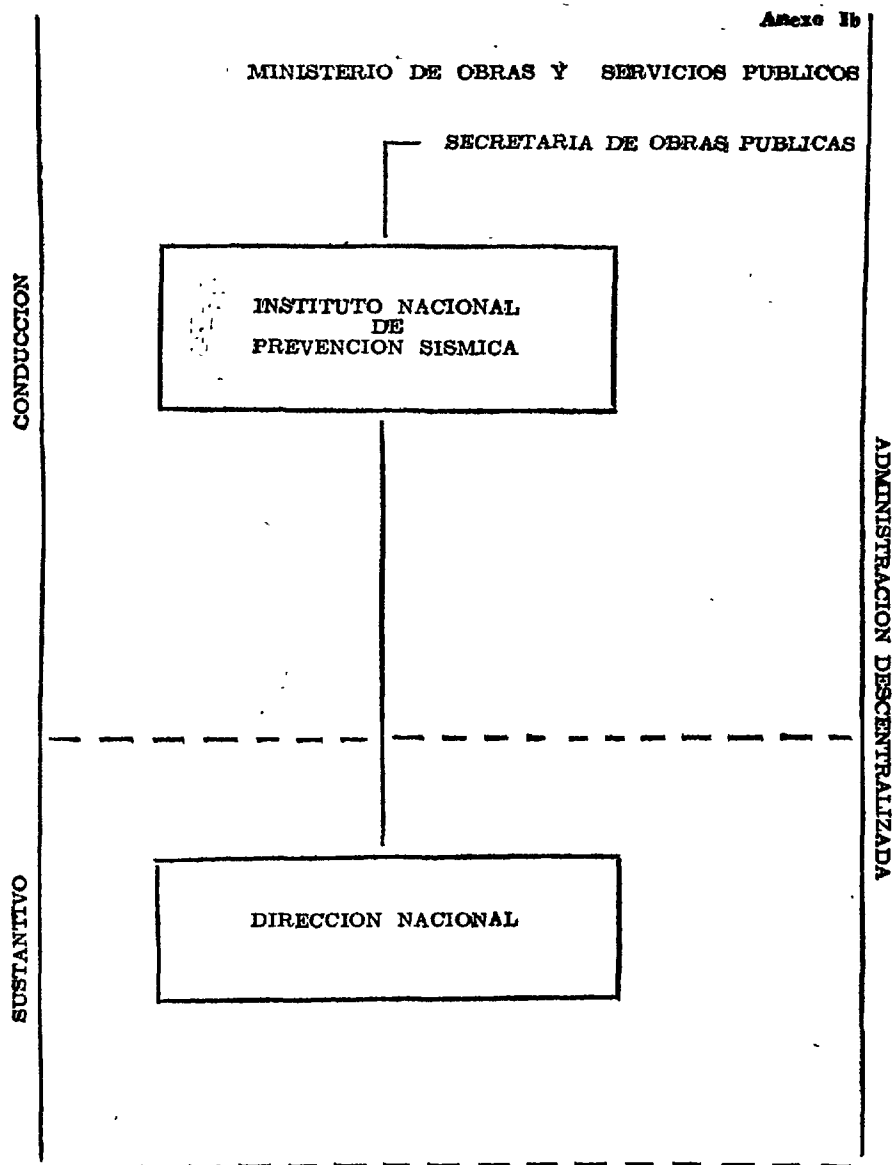 Anexo Ib
MINISTERIO DE OBRAS Y SERVICIOS PUBLICOS
SECRETARIA DE OBRAS PUBLICAS
CONDUCCION
INSTITUTO NACIONAL
DE
PREVENCION SISMICA
ADMINISTRACION DESCENTRALIZADA
SUSTANTIVO
DIRECCION NACIONAL